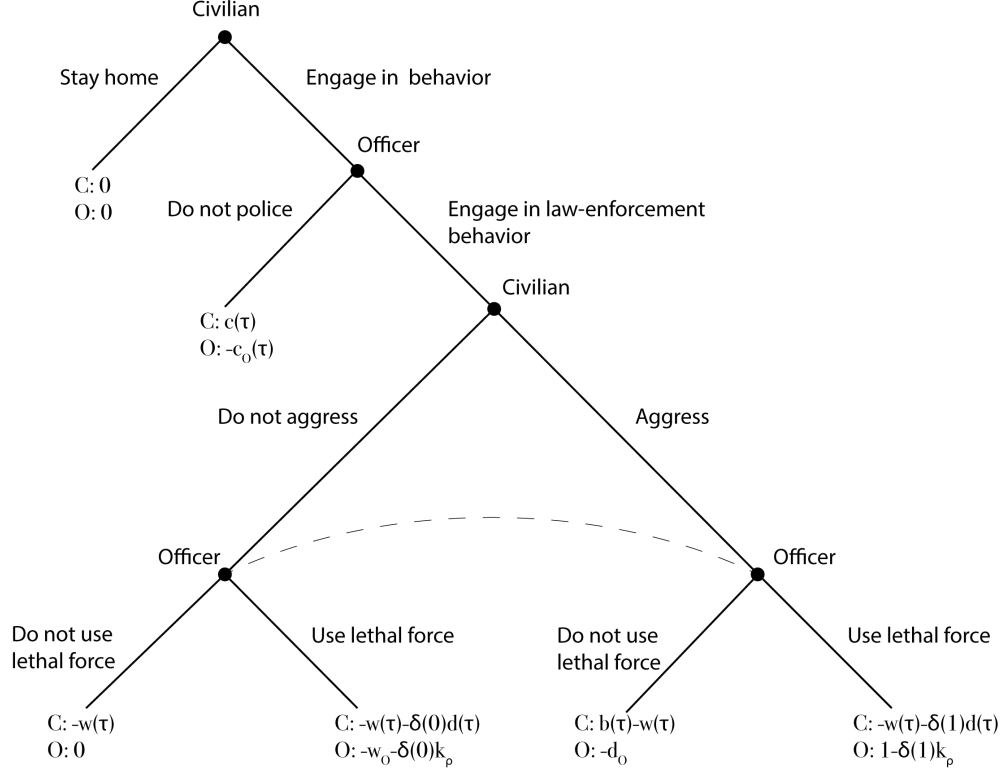 Civilian
Stay home
Engage in behavior
Officer
C: 0
O: 0
Do not police
Engage in law-enforcement
behavior
Civilian
C: c(τ)
O: -c_O(τ)
Do not aggress
Aggress
Officer
Officer
Do not use
lethal force
Use lethal force
Do not use
lethal force
Use lethal force
C: -w(τ)
O: 0
C: -w(τ)-δ(0)d(τ)
O: -w_O-δ(0)k_ρ
C: b(τ)-w(τ)
O: -d_O
C: -w(τ)-δ(1)d(τ)
O: 1-δ(1)k_ρ